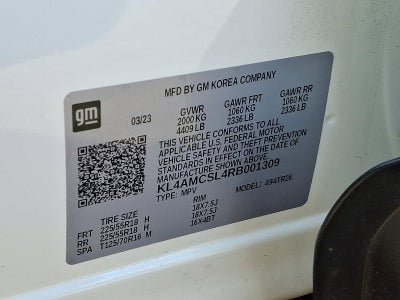 MFD BY GM KOREA COMPANY
gm
03/23 GVWR GAWR FRT GAWR RR
2000 KG 1060 KG 1060 KG
4409 LB 2336 LB 2336 LB
THIS VEHICLE CONFORMS TO ALL
APPLICABLE U.S. FEDERAL MOTOR
VEHICLE SAFETY AND THEFT PREVENTION
STANDARDS IN EFFECT ON THE DATE OF
MANUFACTURE SHOWN ABOVE.
KL4AMCSL4RB001309
TYPE: MPV MODEL: 494TR26
TIRE SIZE RIM
FRT 225/55R18 H 18X7.5J
RR 225/55R18 H 18X7.5J
SPA T125/70R16 M 16X4BT